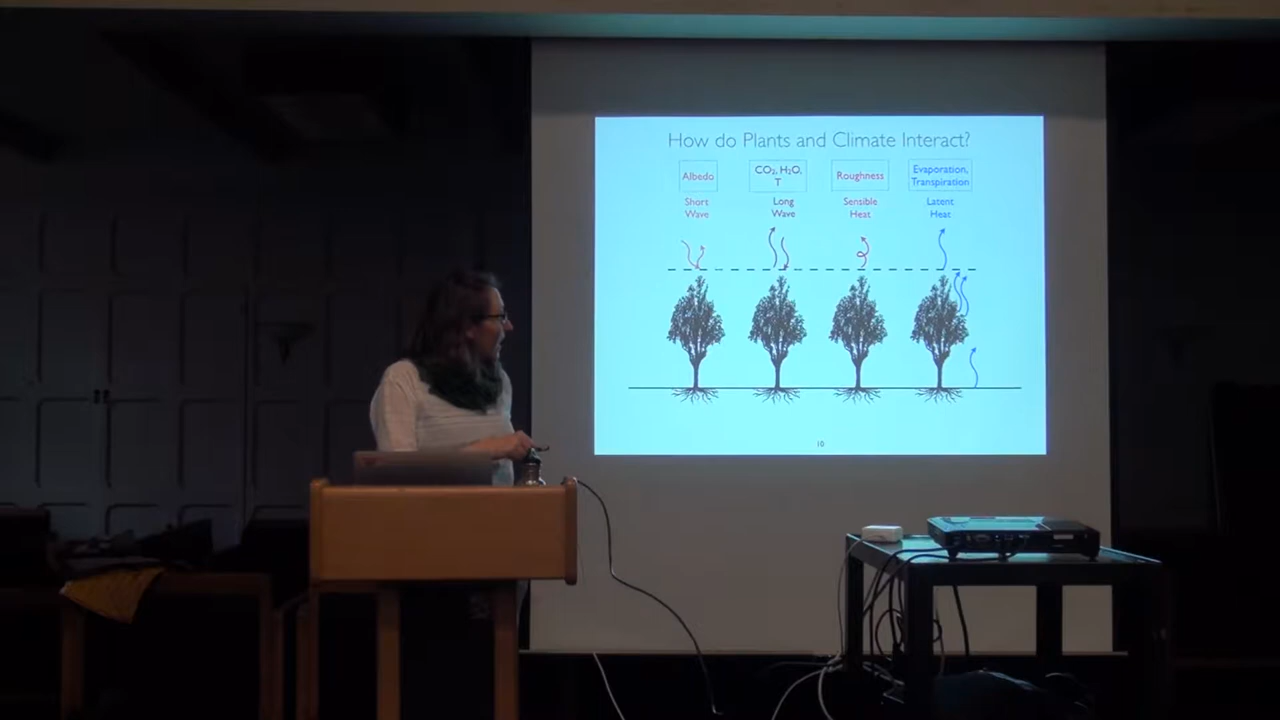 How do Plants and Climate Interact?
Albedo
CO₂, H₂O,
T
Roughness
Evaporation,
Transpiration
Short
Wave
Long
Wave
Sensible
Heat
Latent
Heat
10